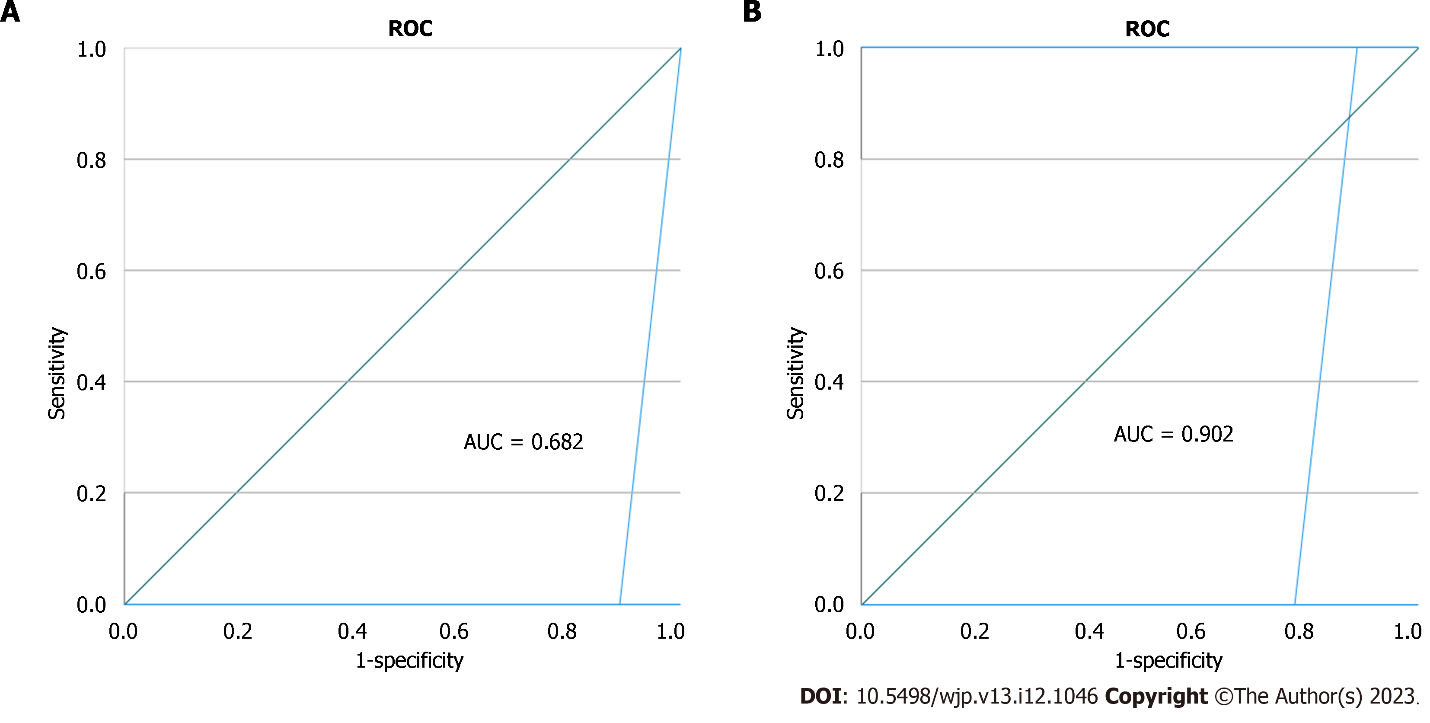 A
ROC
1.0
0.8
0.6
0.4
0.2
0.0
Sensitivity
AUC = 0.682
0.0 0.2 0.4 0.6 0.8 1.0
1-specificity
B
ROC
1.0
0.8
0.6
0.4
0.2
0.0
Sensitivity
AUC = 0.902
0.0 0.2 0.4 0.6 0.8 1.0
1-specificity
DOI: 10.5498/wjp.v13.i12.1046 Copyright ©The Author(s) 2023.